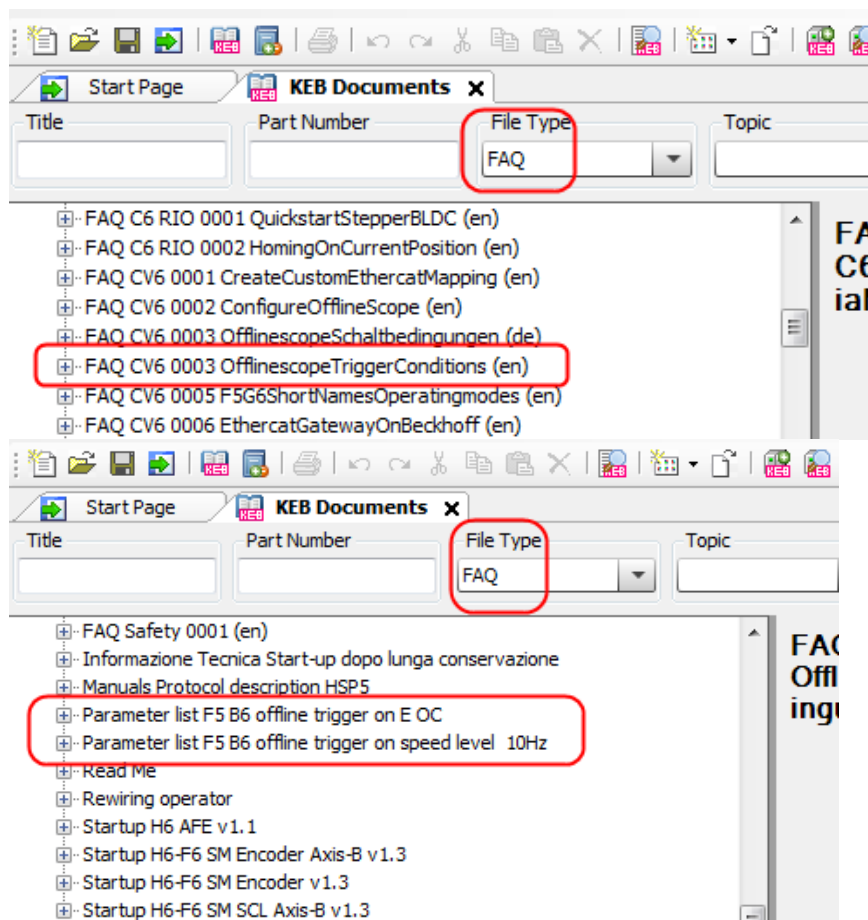 Start Page KEB Documents
Title Part Number File Type Topic
FAQ
FAQ C6 RIO 0001 QuickstartStepperBLDC (en)
FAQ C6 RIO 0002 HomingOnCurrentPosition (en)
FAQ CV6 0001 CreateCustomEthercatMapping (en)
FAQ CV6 0002 ConfigureOfflineScope (en)
FAQ CV6 0003 OfflinescopeSchaltbedingungen (de)
FAQ CV6 0003 OfflinescopeTriggerConditions (en)
FAQ CV6 0005 F5G6ShortNamesOperatingmodes (en)
FAQ CV6 0006 EthercatGatewayOnBeckhoff (en)
FA
C6
ial
Start Page KEB Documents
Title Part Number File Type Topic
FAQ
FAQ Safety 0001 (en)
Informazione Tecnica Start-up dopo lunga conservazione
Manuals Protocol description HSP5
Parameter list F5 B6 offline trigger on E OC
Parameter list F5 B6 offline trigger on speed level 10Hz
Read Me
Rewiring operator
Startup H6 AFE v1.1
Startup H6-F6 SM Encoder Axis-B v1.3
Startup H6-F6 SM Encoder v1.3
Startup H6-F6 SM SCL Axis-B v1.3
FAQ
Offl
ingu